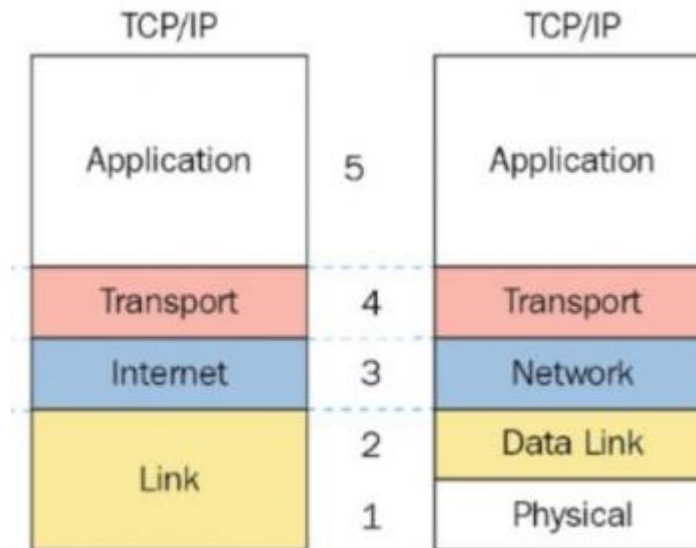 TCP/IP TCP/IP
Application 5 Application
Transport 4 Transport
Internet 3 Network
2 Data Link
Link
1 Physical